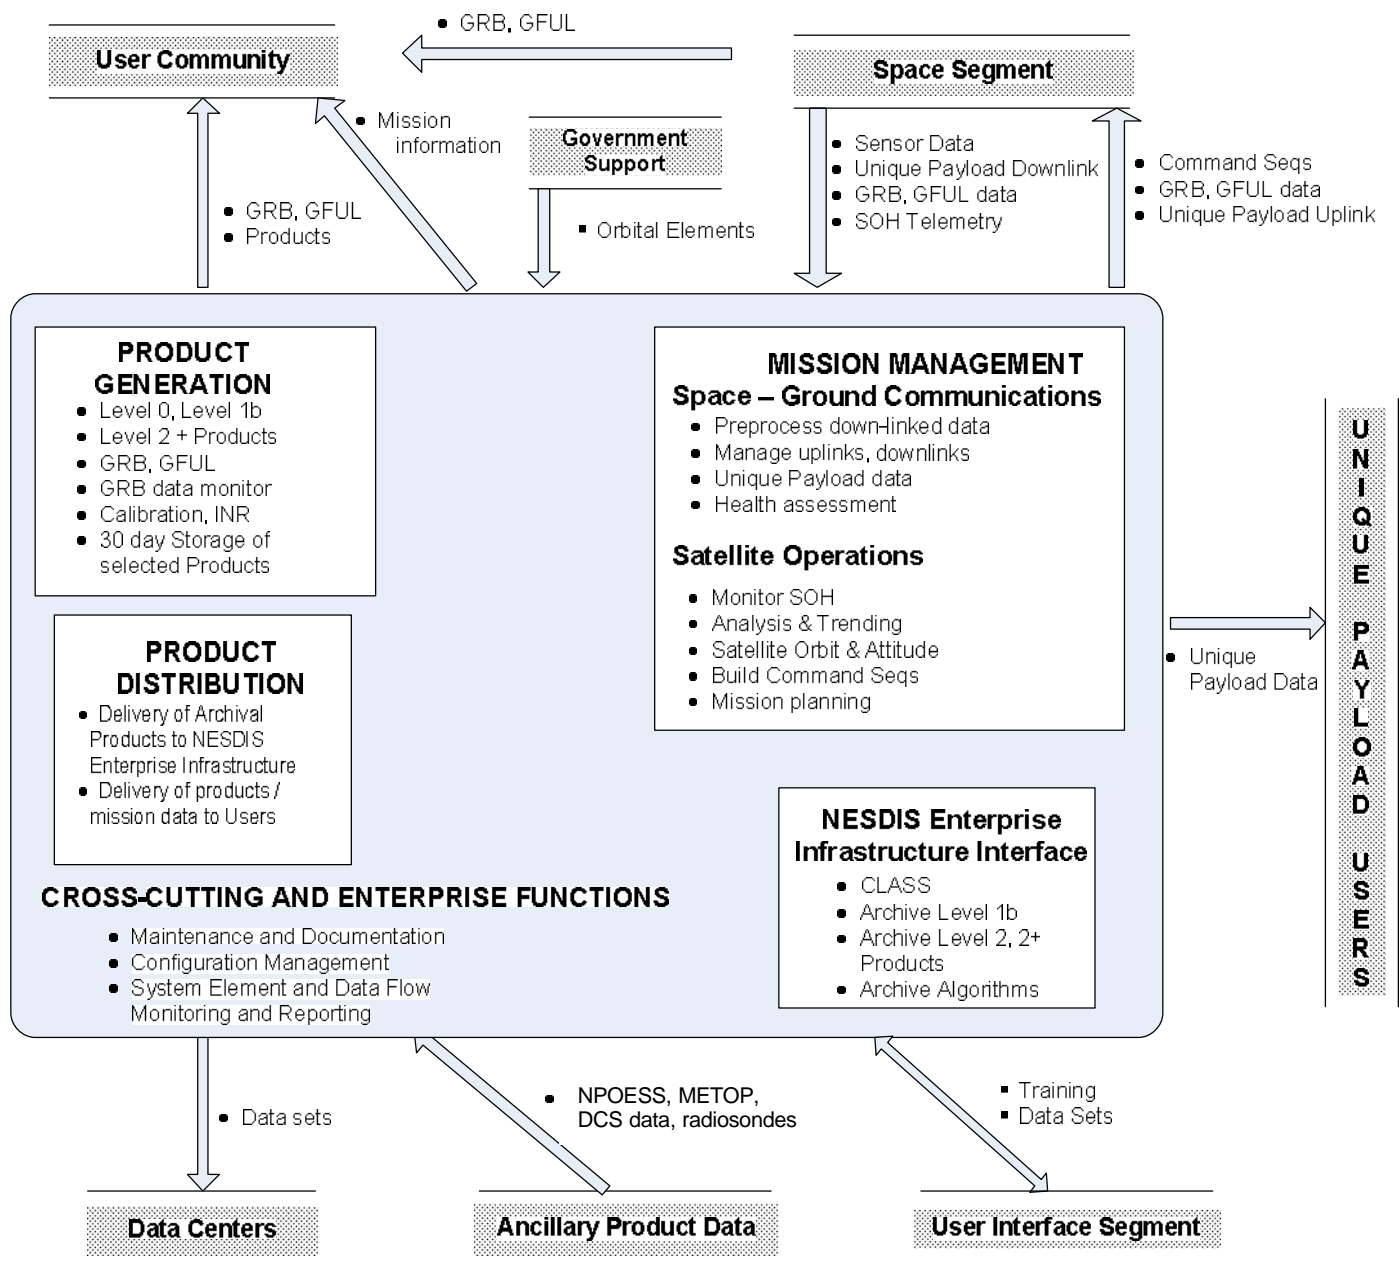 GRB, GFUL
User Community
Space Segment
Mission
information
Government
Support
Sensor Data
Unique Payload Downlink
GRB, GFUL data
SOH Telemetry
Command Seqs
GRB, GFUL data
Unique Payload Uplink
GRB, GFUL
Products
Orbital Elements
PRODUCT
GENERATION
Level 0, Level 1b
Level 2 + Products
GRB, GFUL
GRB data monitor
Calibration, INR
30 day Storage of
selected Products
MISSION MANAGEMENT
Space – Ground Communications
Preprocess down-linked data
Manage uplinks, downlinks
Unique Payload data
Health assessment
Satellite Operations
Monitor SOH
Analysis & Trending
Satellite Orbit & Attitude
Build Command Seqs
Mission planning
PRODUCT
DISTRIBUTION
Delivery of Archival
Products to NESDIS
Enterprise Infrastructure
Delivery of products /
mission data to Users
Unique
Payload Data
UNIQUE PAYLOAD USERS
NESDIS Enterprise
Infrastructure Interface
CLASS
Archive Level 1b
Archive Level 2, 2+
Products
Archive Algorithms
CROSS-CUTTING AND ENTERPRISE FUNCTIONS
Maintenance and Documentation
Configuration Management
System Element and Data Flow
Monitoring and Reporting
Data sets
NPOESS, METOP,
DCS data, radiosondes
Training
Data Sets
Data Centers
Ancillary Product Data
User Interface Segment